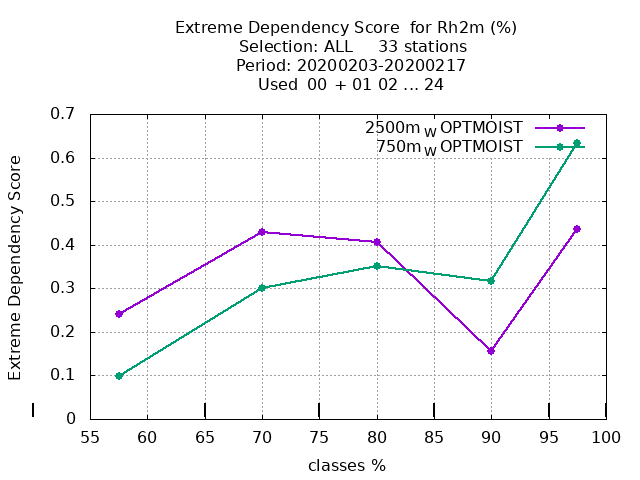 Extreme Dependency Score for Rh2m (%)
Selection: ALL 33 stations
Period: 20200203-20200217
Used 00 + 01 02 ... 24
2500m_W OPTMOIST
750m_W OPTMOIST
Extreme Dependency Score
0.7
0.6
0.5
0.4
0.3
0.2
0.1
0
55 60 65 70 75 80 85 90 95 100
classes %